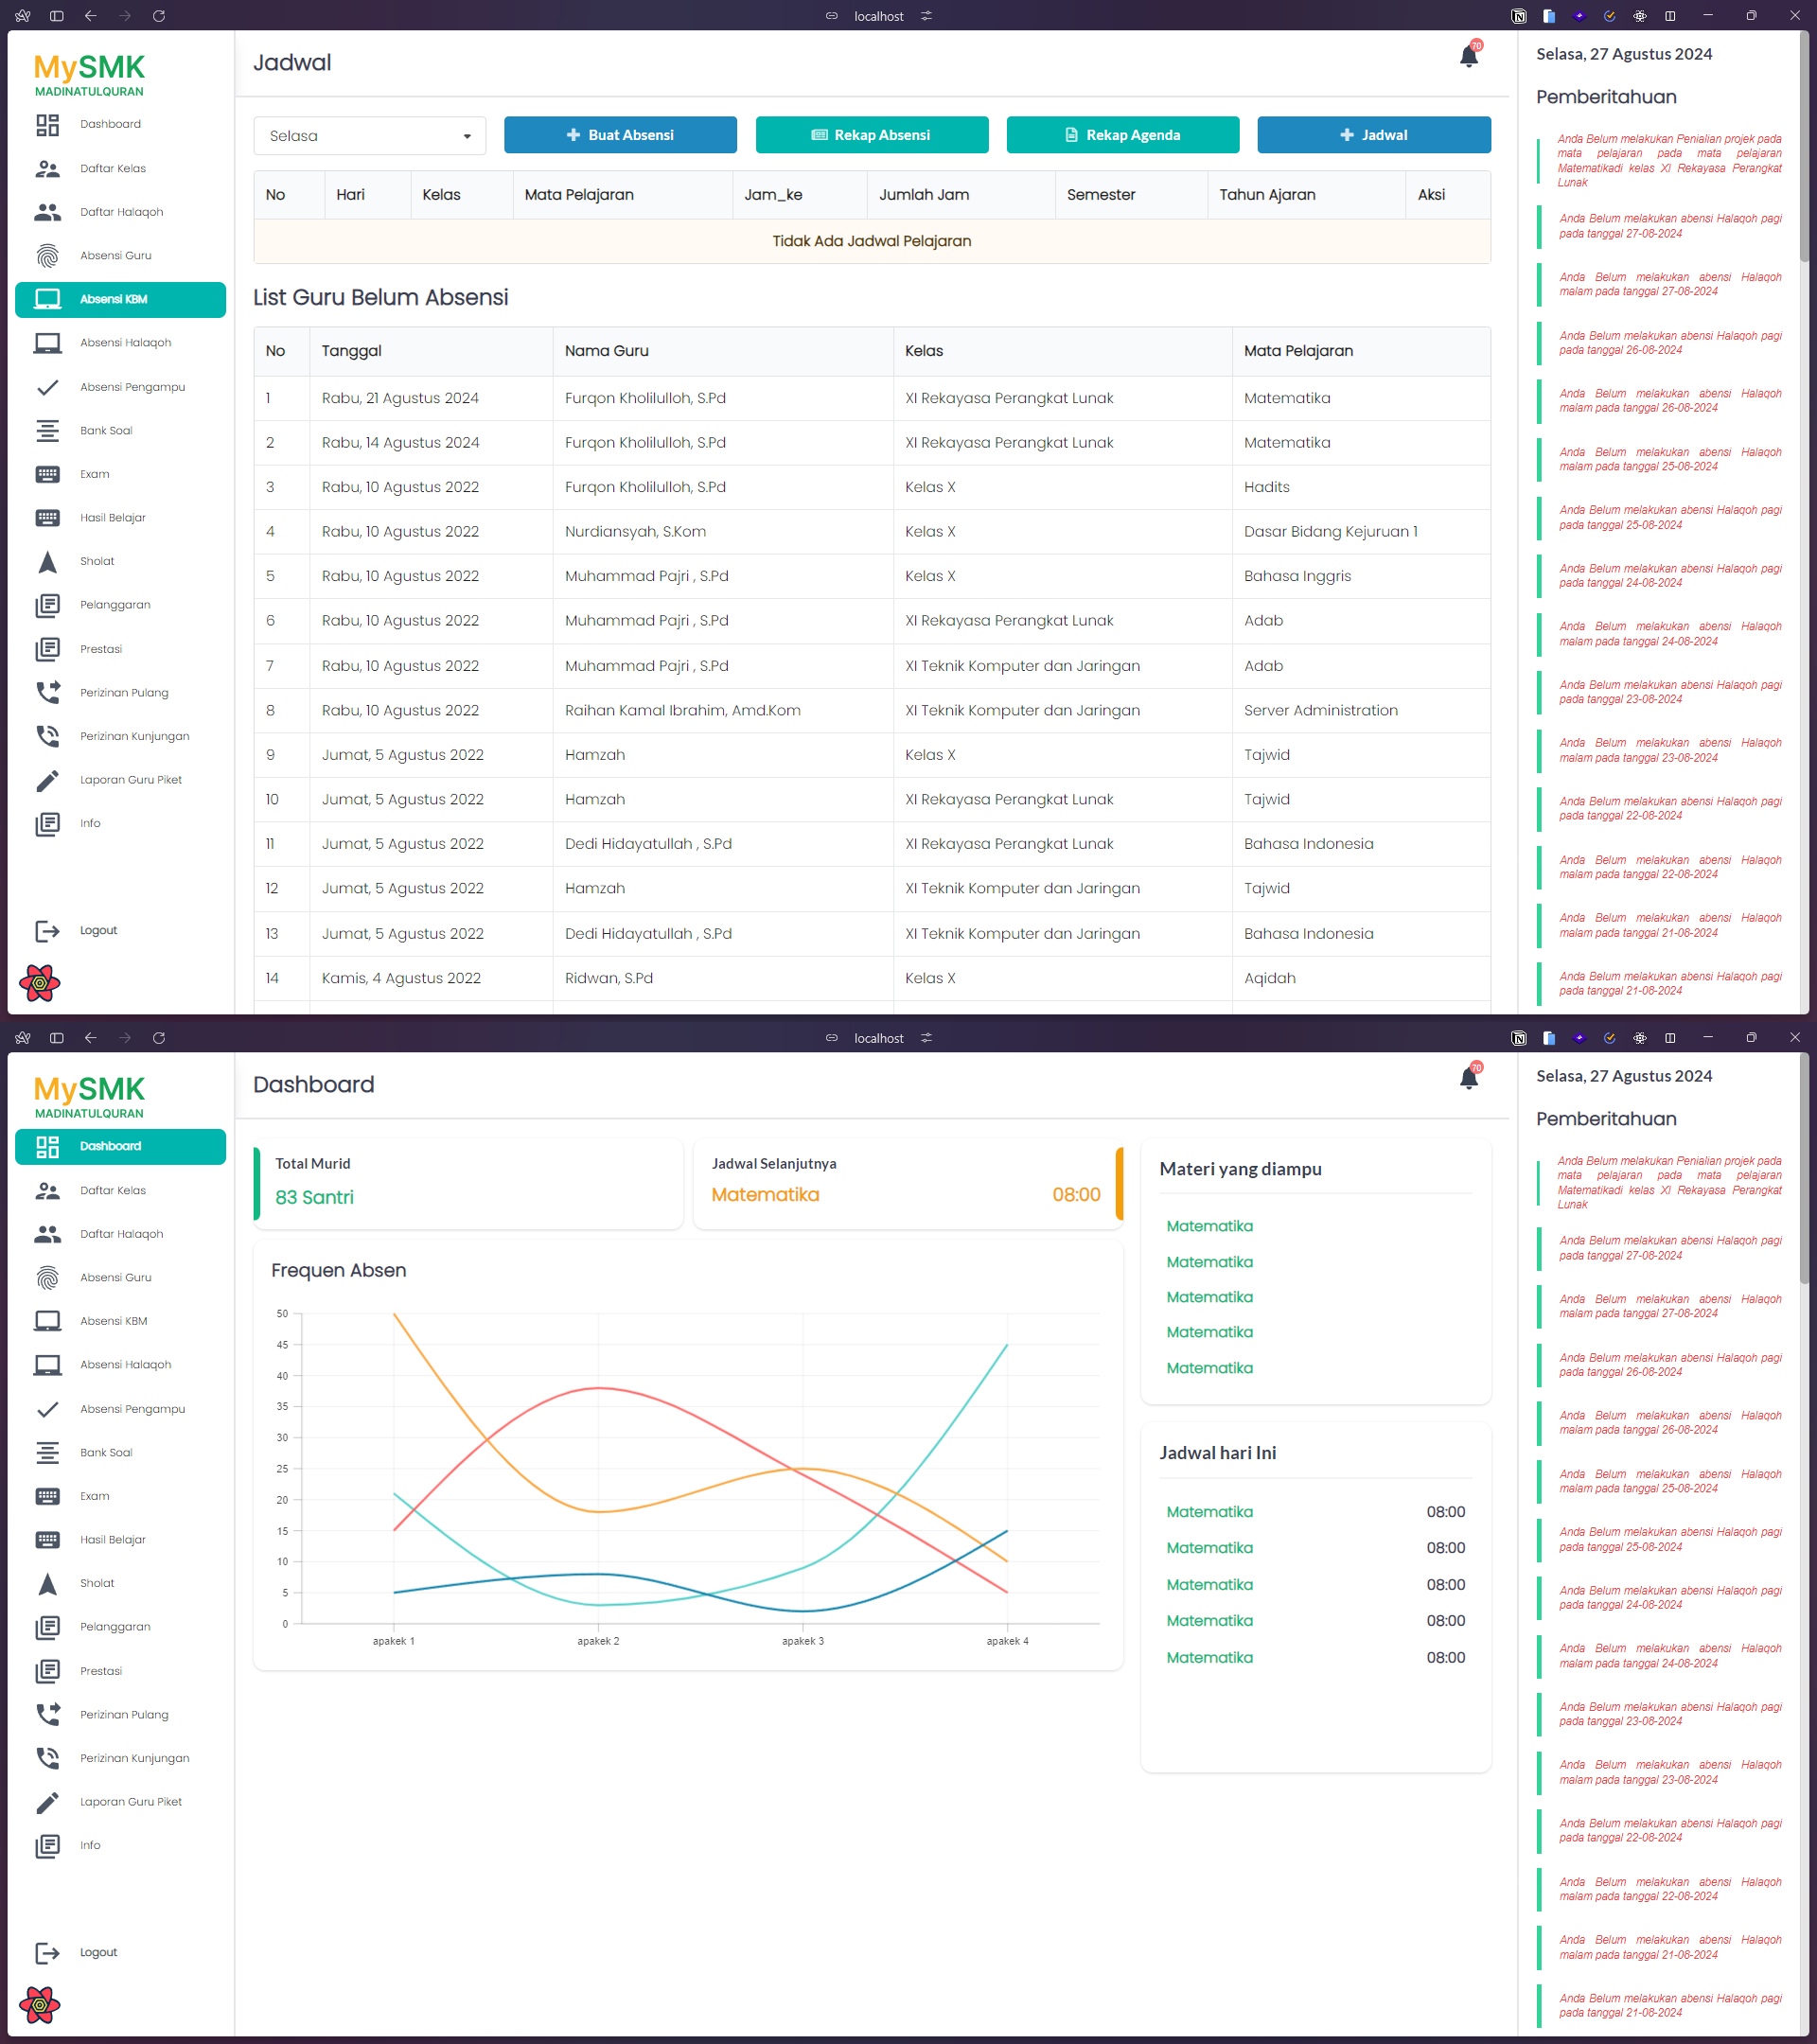 localhost
MySMK
MADINATULQURAN
Dashboard
Daftar Kelas
Daftar Halaqoh
Absensi Guru
Absensi KBM
Absensi Halaqoh
Absensi Pengampu
Bank Soal
Exam
Hasil Belajar
Sholat
Pelanggaran
Prestasi
Perizinan Pulang
Perizinan Kunjungan
Laporan Guru Piket
Info
Logout
Jadwal
70
Selasa
Buat Absensi
Rekap Absensi
Rekap Agenda
Jadwal
No Hari Kelas Mata Pelajaran Jam_ke Jumlah Jam Semester Tahun Ajaran Aksi
Tidak Ada Jadwal Pelajaran
List Guru Belum Absensi
No Tanggal Nama Guru Kelas Mata Pelajaran
1 Rabu, 21 Agustus 2024 Furqon Kholilulloh, S.Pd XI Rekayasa Perangkat Lunak Matematika
2 Rabu, 14 Agustus 2024 Furqon Kholilulloh, S.Pd XI Rekayasa Perangkat Lunak Matematika
3 Rabu, 10 Agustus 2022 Furqon Kholilulloh, S.Pd Kelas X Hadits
4 Rabu, 10 Agustus 2022 Nurdiansyah, S.Kom Kelas X Dasar Bidang Kejuruan 1
5 Rabu, 10 Agustus 2022 Muhammad Pajri , S.Pd Kelas X Bahasa Inggris
6 Rabu, 10 Agustus 2022 Muhammad Pajri , S.Pd XI Rekayasa Perangkat Lunak Adab
7 Rabu, 10 Agustus 2022 Muhammad Pajri , S.Pd XI Teknik Komputer dan Jaringan Adab
8 Rabu, 10 Agustus 2022 Raihan Kamal Ibrahim, Amd.Kom XI Teknik Komputer dan Jaringan Server Administration
9 Jumat, 5 Agustus 2022 Hamzah Kelas X Tajwid
10 Jumat, 5 Agustus 2022 Hamzah XI Rekayasa Perangkat Lunak Tajwid
11 Jumat, 5 Agustus 2022 Dedi Hidayatullah , S.Pd XI Rekayasa Perangkat Lunak Bahasa Indonesia
12 Jumat, 5 Agustus 2022 Hamzah XI Teknik Komputer dan Jaringan Tajwid
13 Jumat, 5 Agustus 2022 Dedi Hidayatullah , S.Pd XI Teknik Komputer dan Jaringan Bahasa Indonesia
14 Kamis, 4 Agustus 2022 Ridwan, S.Pd Kelas X Aqidah
Selasa, 27 Agustus 2024
Pemberitahuan
Anda Belum melakukan Penialian projek pada
mata pelajaran pada mata pelajaran
Matematikadi kelas XI Rekayasa Perangkat
Lunak
Anda Belum melakukan abensi Halaqoh pagi
pada tanggal 27-08-2024
Anda Belum melakukan abensi Halaqoh
malam pada tanggal 27-08-2024
Anda Belum melakukan abensi Halaqoh pagi
pada tanggal 26-08-2024
Anda Belum melakukan abensi Halaqoh
malam pada tanggal 26-08-2024
Anda Belum melakukan abensi Halaqoh
malam pada tanggal 25-08-2024
Anda Belum melakukan abensi Halaqoh pagi
pada tanggal 25-08-2024
Anda Belum melakukan abensi Halaqoh pagi
pada tanggal 24-08-2024
Anda Belum melakukan abensi Halaqoh
malam pada tanggal 24-08-2024
Anda Belum melakukan abensi Halaqoh pagi
pada tanggal 23-08-2024
Anda Belum melakukan abensi Halaqoh
malam pada tanggal 23-08-2024
Anda Belum melakukan abensi Halaqoh pagi
pada tanggal 22-08-2024
Anda Belum melakukan abensi Halaqoh
malam pada tanggal 22-08-2024
Anda Belum melakukan abensi Halaqoh
malam pada tanggal 21-08-2024
Anda Belum melakukan abensi Halaqoh pagi
pada tanggal 21-08-2024
localhost
MySMK
MADINATULQURAN
Dashboard
Daftar Kelas
Daftar Halaqoh
Absensi Guru
Absensi KBM
Absensi Halaqoh
Absensi Pengampu
Bank Soal
Exam
Hasil Belajar
Sholat
Pelanggaran
Prestasi
Perizinan Pulang
Perizinan Kunjungan
Laporan Guru Piket
Info
Logout
Dashboard
70
Total Murid
83 Santri
Jadwal Selanjutnya
Matematika 08:00
Frequen Absen
50
45
40
35
30
25
20
15
10
5
0
apakek 1 apakek 2 apakek 3 apakek 4
Materi yang diampu
Matematika
Matematika
Matematika
Matematika
Matematika
Jadwal hari Ini
Matematika 08:00
Matematika 08:00
Matematika 08:00
Matematika 08:00
Matematika 08:00
Selasa, 27 Agustus 2024
Pemberitahuan
Anda Belum melakukan Penialian projek pada
mata pelajaran pada mata pelajaran
Matematikadi kelas XI Rekayasa Perangkat
Lunak
Anda Belum melakukan abensi Halaqoh pagi
pada tanggal 27-08-2024
Anda Belum melakukan abensi Halaqoh
malam pada tanggal 27-08-2024
Anda Belum melakukan abensi Halaqoh pagi
pada tanggal 26-08-2024
Anda Belum melakukan abensi Halaqoh
malam pada tanggal 26-08-2024
Anda Belum melakukan abensi Halaqoh
malam pada tanggal 25-08-2024
Anda Belum melakukan abensi Halaqoh pagi
pada tanggal 25-08-2024
Anda Belum melakukan abensi Halaqoh pagi
pada tanggal 24-08-2024
Anda Belum melakukan abensi Halaqoh
malam pada tanggal 24-08-2024
Anda Belum melakukan abensi Halaqoh pagi
pada tanggal 23-08-2024
Anda Belum melakukan abensi Halaqoh
malam pada tanggal 23-08-2024
Anda Belum melakukan abensi Halaqoh pagi
pada tanggal 22-08-2024
Anda Belum melakukan abensi Halaqoh
malam pada tanggal 22-08-2024
Anda Belum melakukan abensi Halaqoh
malam pada tanggal 21-08-2024
Anda Belum melakukan abensi Halaqoh pagi
pada tanggal 21-08-2024